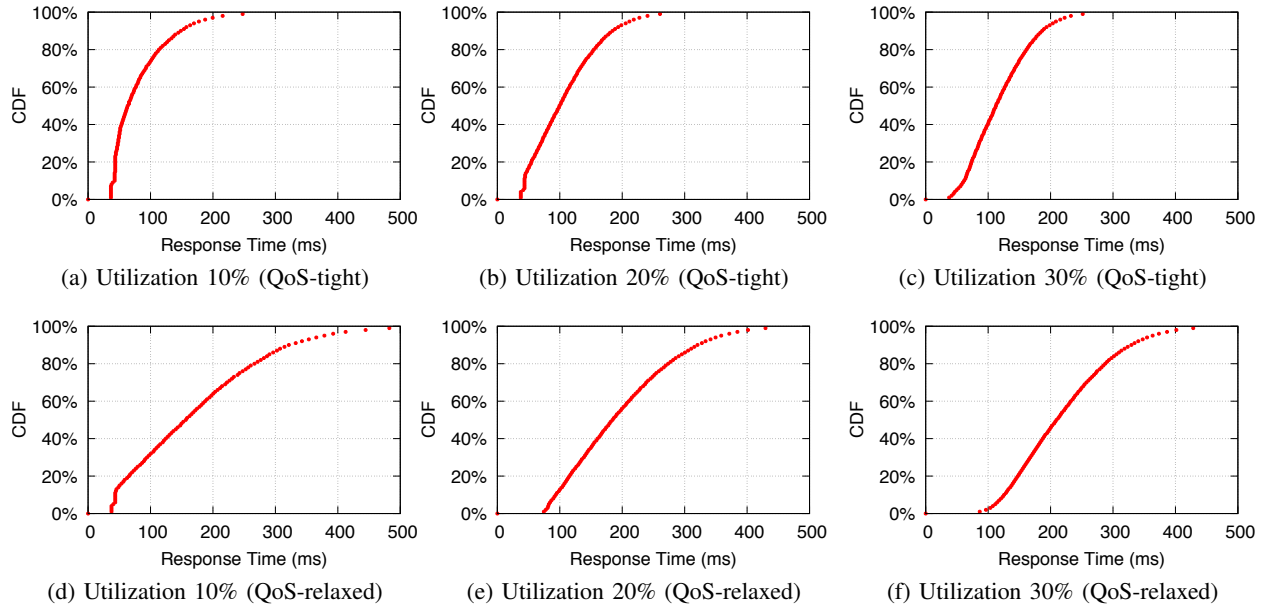 100%
80%
60%
40%
20%
0%
CDF
0 100 200 300 400 500
Response Time (ms)
(a) Utilization 10% (QoS-tight)
100%
80%
60%
40%
20%
0%
CDF
0 100 200 300 400 500
Response Time (ms)
(b) Utilization 20% (QoS-tight)
100%
80%
60%
40%
20%
0%
CDF
0 100 200 300 400 500
Response Time (ms)
(c) Utilization 30% (QoS-tight)
100%
80%
60%
40%
20%
0%
CDF
0 100 200 300 400 500
Response Time (ms)
(d) Utilization 10% (QoS-relaxed)
100%
80%
60%
40%
20%
0%
CDF
0 100 200 300 400 500
Response Time (ms)
(e) Utilization 20% (QoS-relaxed)
100%
80%
60%
40%
20%
0%
CDF
0 100 200 300 400 500
Response Time (ms)
(f) Utilization 30% (QoS-relaxed)